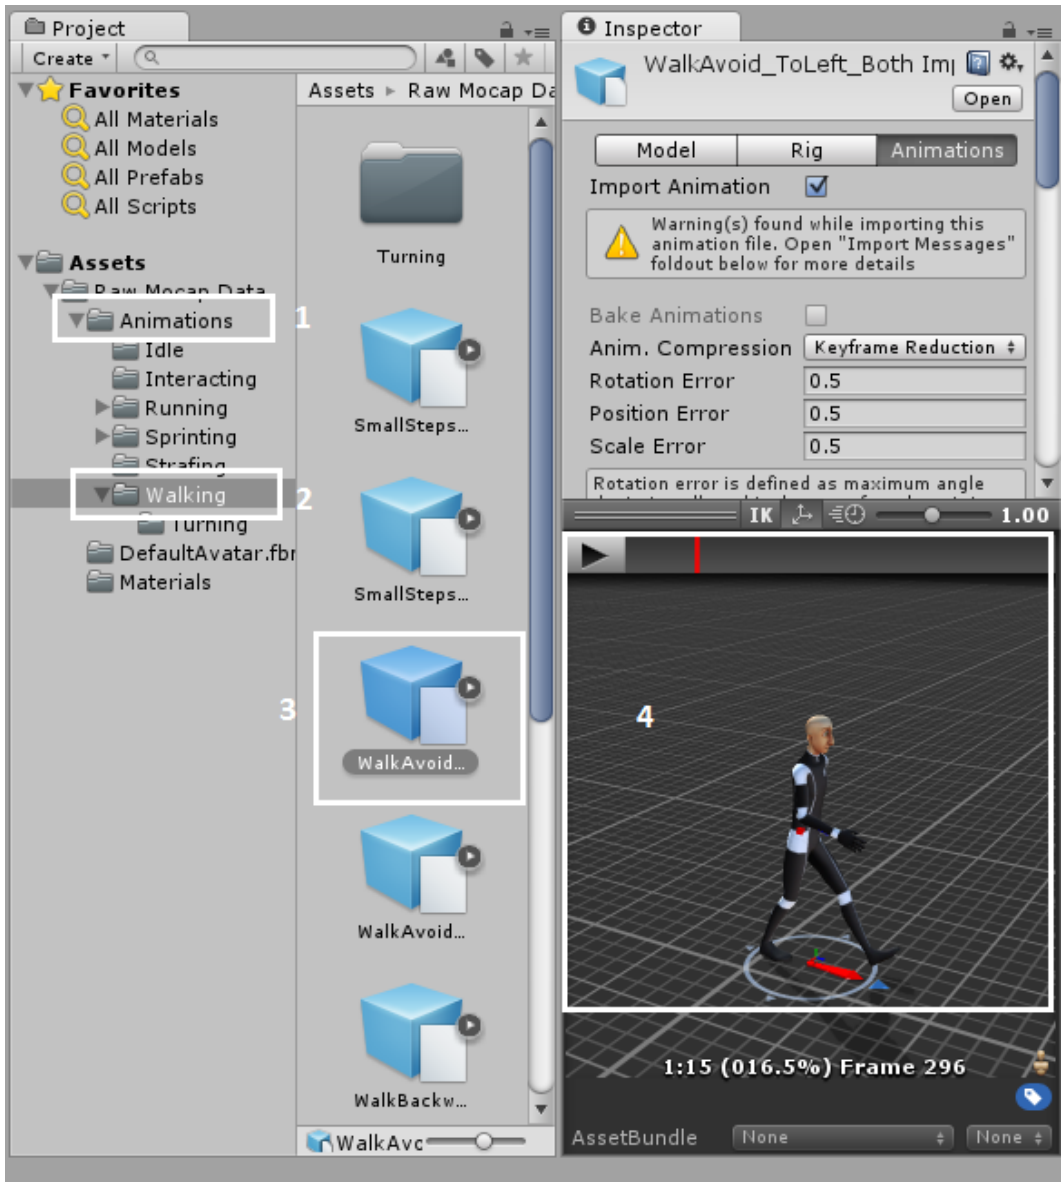 Project
Create
Favorites
All Materials
All Models
All Prefabs
All Scripts
Assets
Raw Mocap Data
Animations
1
Idle
Interacting
Running
Sprinting
Strafing
Walking
2
Turning
DefaultAvatar.fbr
Materials
Assets ▸ Raw Mocap Da
Turning
SmallSteps...
SmallSteps...
3
WalkAvoid...
WalkAvoid...
WalkBackw...
WalkAvc
Inspector
WalkAvoid_ToLeft_Both Im
Open
Model Rig Animations
Import Animation
Warning(s) found while importing this
animation file. Open "Import Messages"
foldout below for more details
Bake Animations
Anim. Compression Keyframe Reduction
Rotation Error 0.5
Position Error 0.5
Scale Error 0.5
Rotation error is defined as maximum angle
IK 1.00
4
1:15 (016.5%) Frame 296
AssetBundle None None